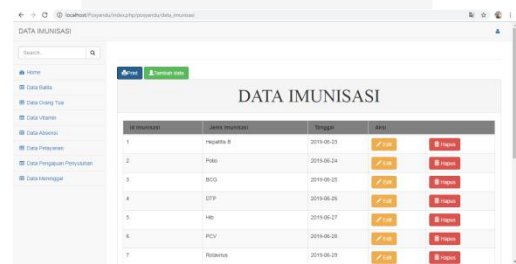 localhost/Posyandu/index.php/posyandu/data_imunisasi
DATA IMUNISASI
Search...
Home
Data Balita
Data Orang Tua
Data Vitamin
Data Absensi
Data Pelayanan
Data Pengajuan Penyuluhan
Data Meninggal
Print Tambah data
DATA IMUNISASI
Id Imunisasi Jenis Imunisasi Tanggal Aksi
1 Hepatitis B 2019-06-23 Edit Hapus
2 Polio 2019-06-24 Edit Hapus
3 BCG 2019-06-25 Edit Hapus
4 DTP 2019-06-26 Edit Hapus
5 Hib 2019-06-27 Edit Hapus
6 PCV 2019-06-28 Edit Hapus
7 Rotavirus 2019-06-29 Edit Hapus